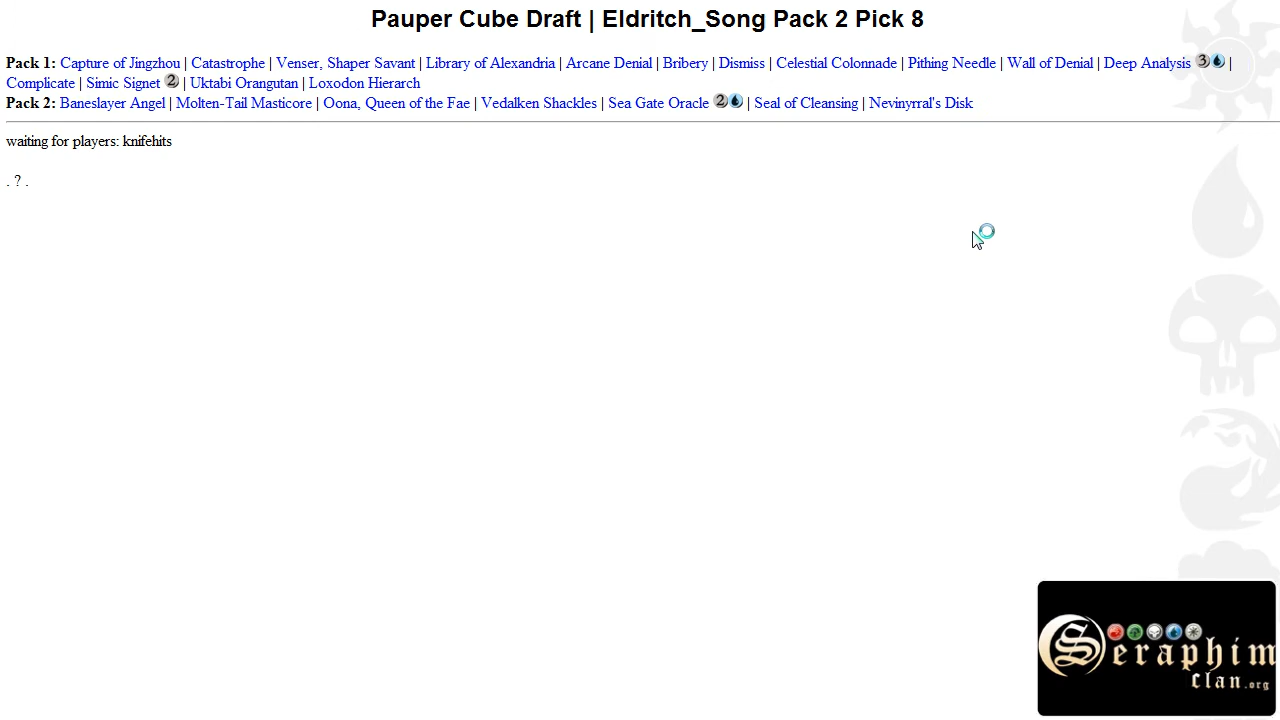 Pauper Cube Draft | Eldritch_Song Pack 2 Pick 8
Pack 1: Capture of Jingzhou | Catastrophe | Venser, Shaper Savant | Library of Alexandria | Arcane Denial | Bribery | Dismiss | Celestial Colonnade | Pithing Needle | Wall of Denial | Deep Analysis 3 |
Complicate | Simic Signet 2 | Uktabi Orangutan | Loxodon Hierarch
Pack 2: Baneslayer Angel | Molten-Tail Masticore | Oona, Queen of the Fae | Vedalken Shackles | Sea Gate Oracle 2 | Seal of Cleansing | Nevinyrral's Disk
waiting for players: knifehits
. ? .
Seraphim
clan.org